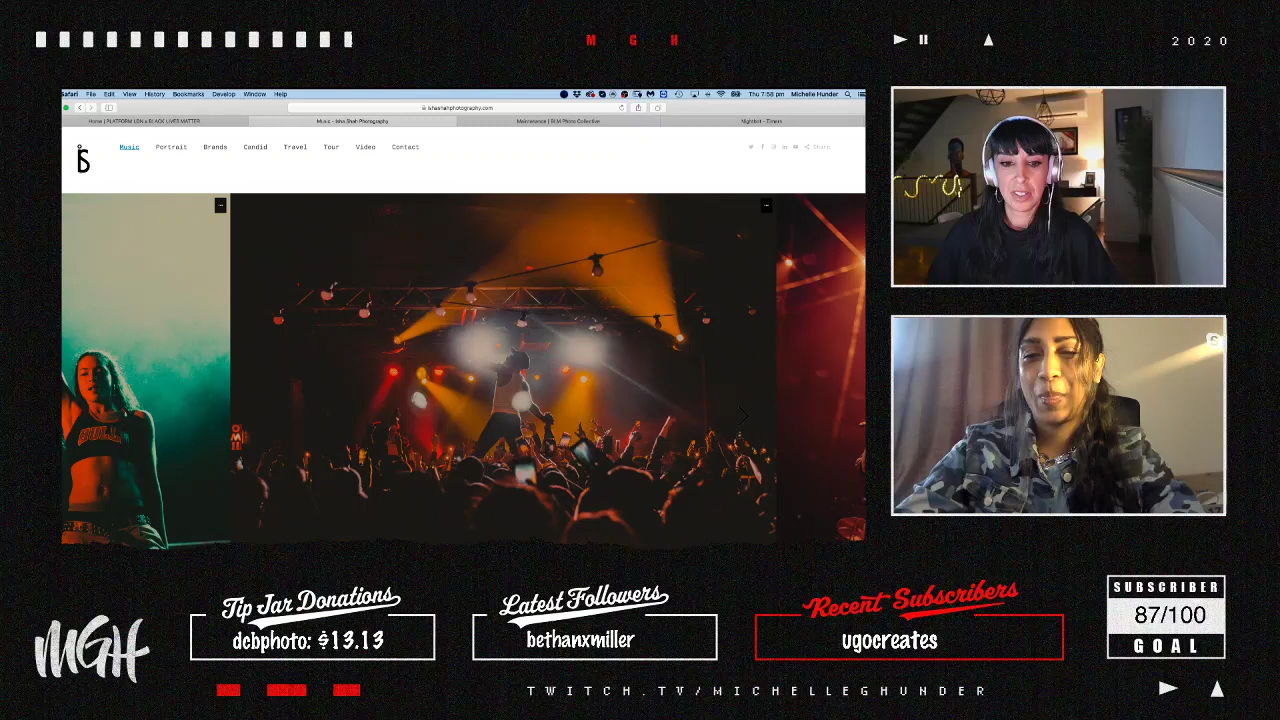 MGH
2020
Safari File Edit View History Bookmarks Develop Window Help
Thu 7:58 pm Michelle Hunder
ishashahphotography.com
Home | PLATFORM LDN x BLACK LIVES MATTER
Music - Isha Shah Photography
Maintenance | BLM Photo Collective
Nightbot - Timers
is
Music Portrait Brands Candid Travel Tour Video Contact
Share
Tip Jar Donations
dcbphoto: $13.13
Latest Followers
bethanxmiller
Recent Subscribers
ugocreates
SUBSCRIBER
87/100
GOAL
MGH
TWITCH.TV/MICHELLEGHUNDER